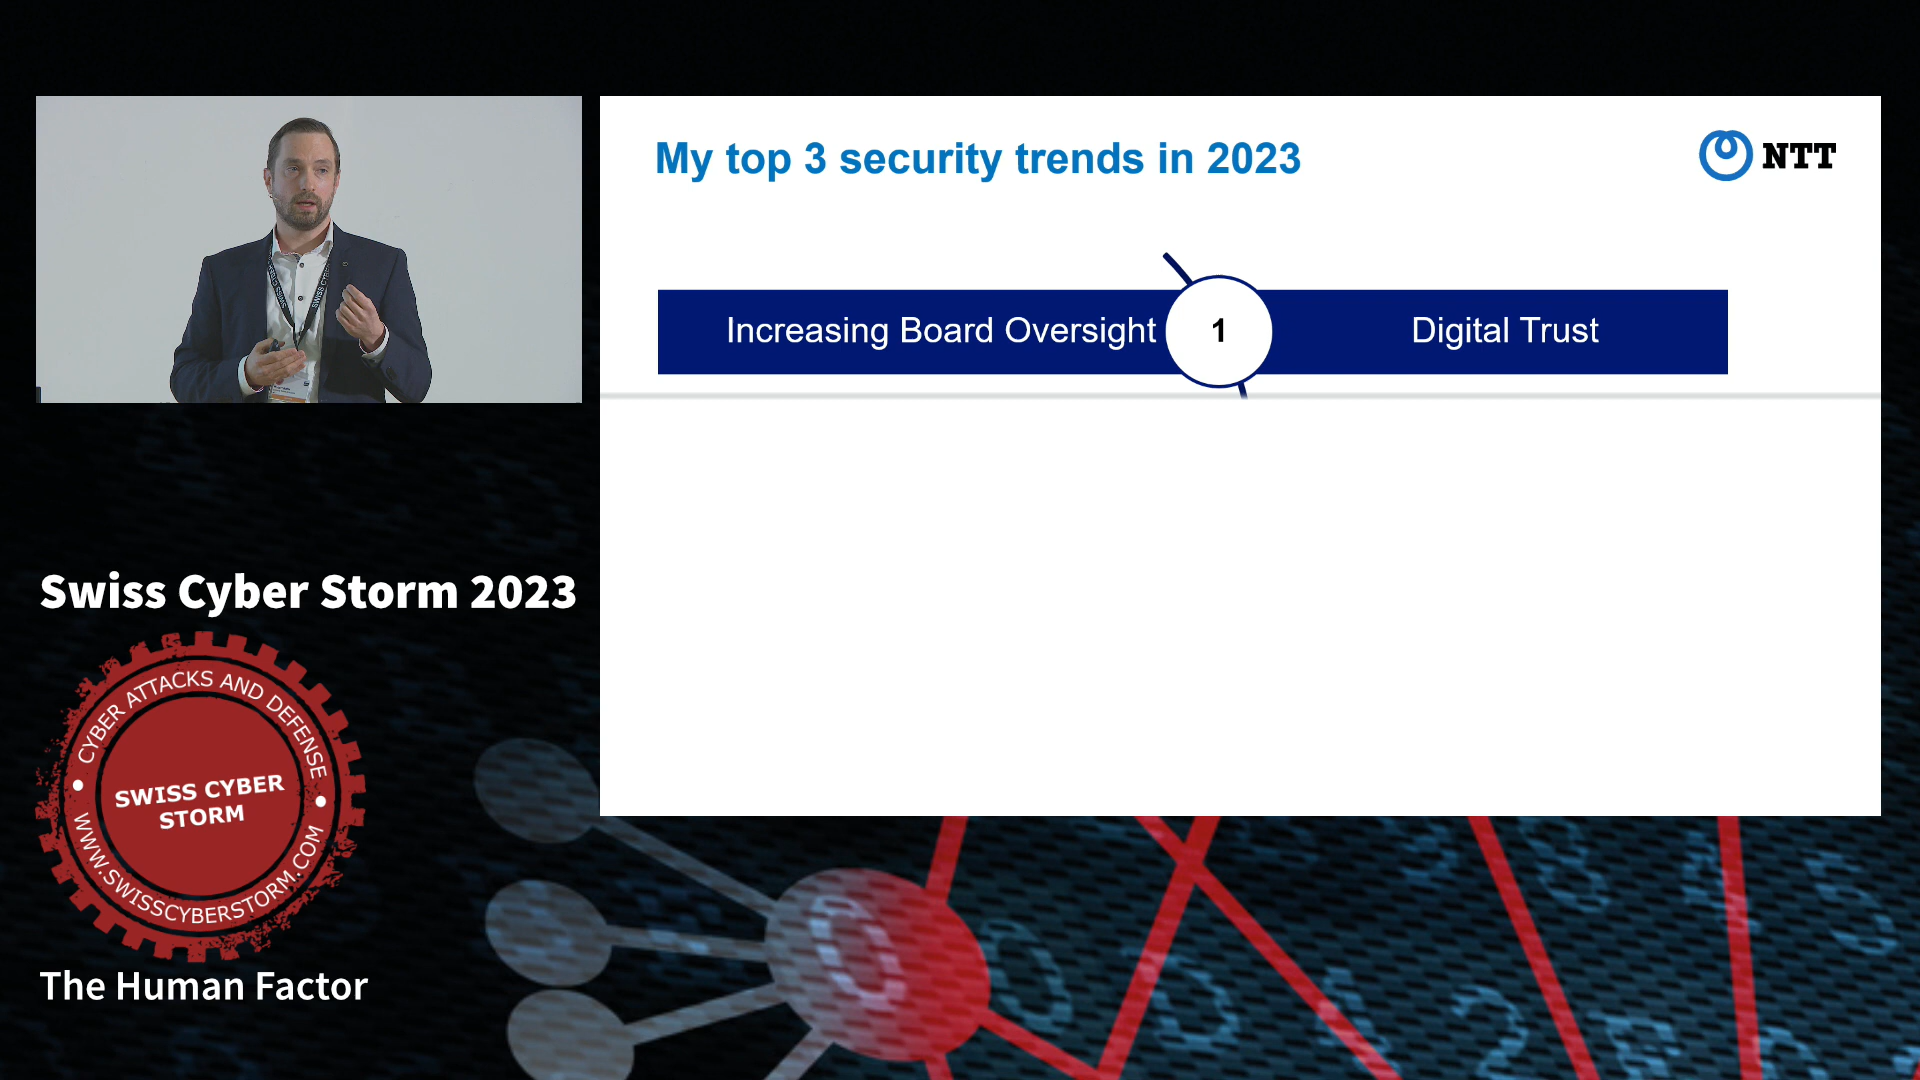 My top 3 security trends in 2023
NTT
Increasing Board Oversight
1
Digital Trust
Swiss Cyber Storm 2023
CYBER ATTACKS AND DEFENSE
SWISS CYBER
STORM
WWW.SWISSCYBERSTORM.COM
The Human Factor